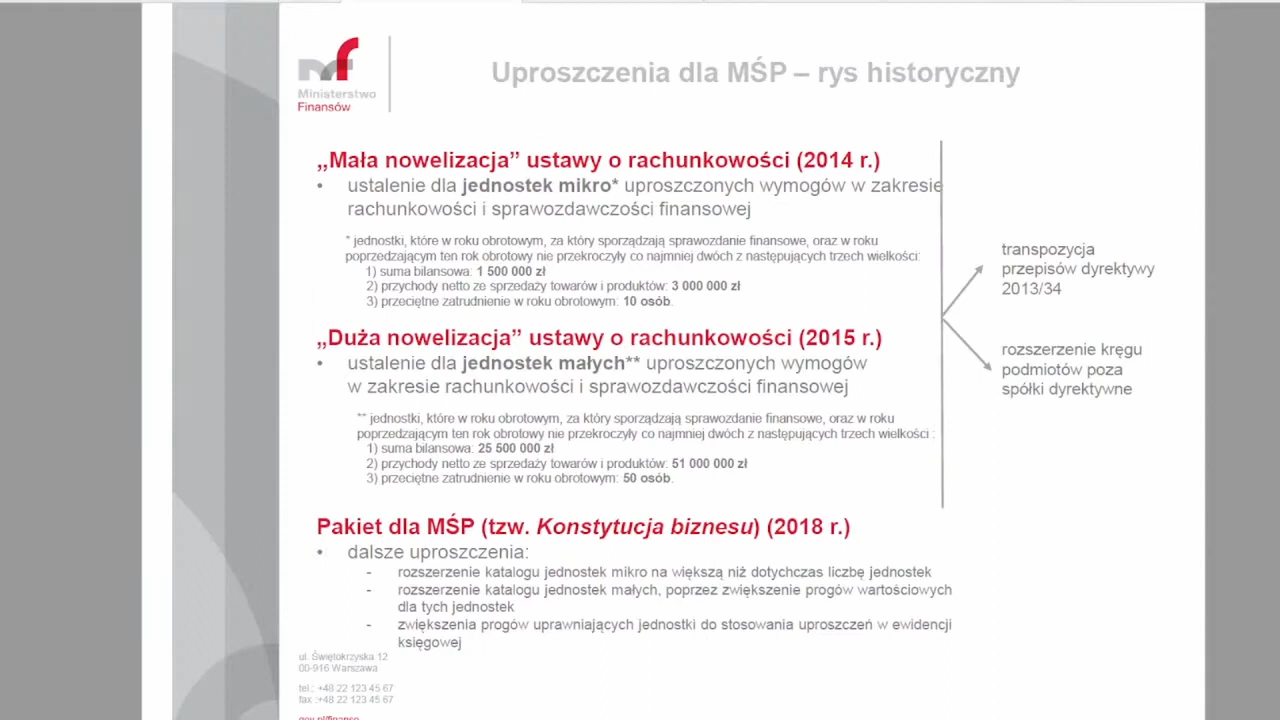 Ministerstwo
Finansów
Uproszczenia dla MŚP – rys historyczny
„Mała nowelizacja” ustawy o rachunkowości (2014 r.)
• ustalenie dla jednostek mikro* uproszczonych wymogów w zakresie
rachunkowości i sprawozdawczości finansowej
* jednostki, które w roku obrotowym, za który sporządzają sprawozdanie finansowe, oraz w roku
poprzedzającym ten rok obrotowy nie przekroczyły co najmniej dwóch z następujących trzech wielkości:
1) suma bilansowa: 1 500 000 zł
2) przychody netto ze sprzedaży towarów i produktów: 3 000 000 zł
3) przeciętne zatrudnienie w roku obrotowym: 10 osób.
„Duża nowelizacja” ustawy o rachunkowości (2015 r.)
• ustalenie dla jednostek małych** uproszczonych wymogów
w zakresie rachunkowości i sprawozdawczości finansowej
** jednostki, które w roku obrotowym, za który sporządzają sprawozdanie finansowe, oraz w roku
poprzedzającym ten rok obrotowy nie przekroczyły co najmniej dwóch z następujących trzech wielkości :
1) suma bilansowa: 25 500 000 zł
2) przychody netto ze sprzedaży towarów i produktów: 51 000 000 zł
3) przeciętne zatrudnienie w roku obrotowym: 50 osób.
transpozycja
przepisów dyrektywy
2013/34
rozszerzenie kręgu
podmiotów poza
spółki dyrektywne
Pakiet dla MŚP (tzw. Konstytucja biznesu) (2018 r.)
• dalsze uproszczenia:
- rozszerzenie katalogu jednostek mikro na większą niż dotychczas liczbę jednostek
- rozszerzenie katalogu jednostek małych, poprzez zwiększenie progów wartościowych
dla tych jednostek
- zwiększenia progów uprawniających jednostki do stosowania uproszczeń w ewidencji
księgowej
ul. Świętokrzyska 12
00-916 Warszawa
tel.: +48 22 123 45 67
fax :+48 22 123 45 67
gov.pl/finanse